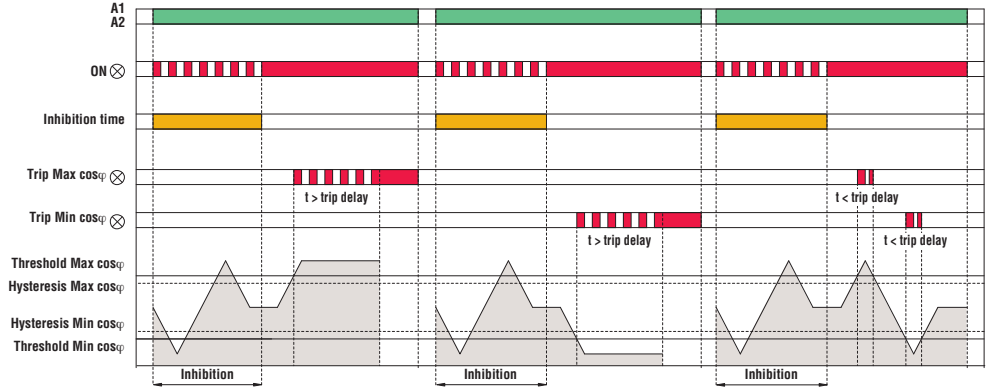 A1
A2
ON ⊗
Inhibition time
Trip Max cosφ ⊗
t > trip delay
t < trip delay
Trip Min cosφ ⊗
t > trip delay
t < trip delay
Threshold Max cosφ
Hysteresis Max cosφ
Hysteresis Min cosφ
Threshold Min cosφ
Inhibition
Inhibition
Inhibition